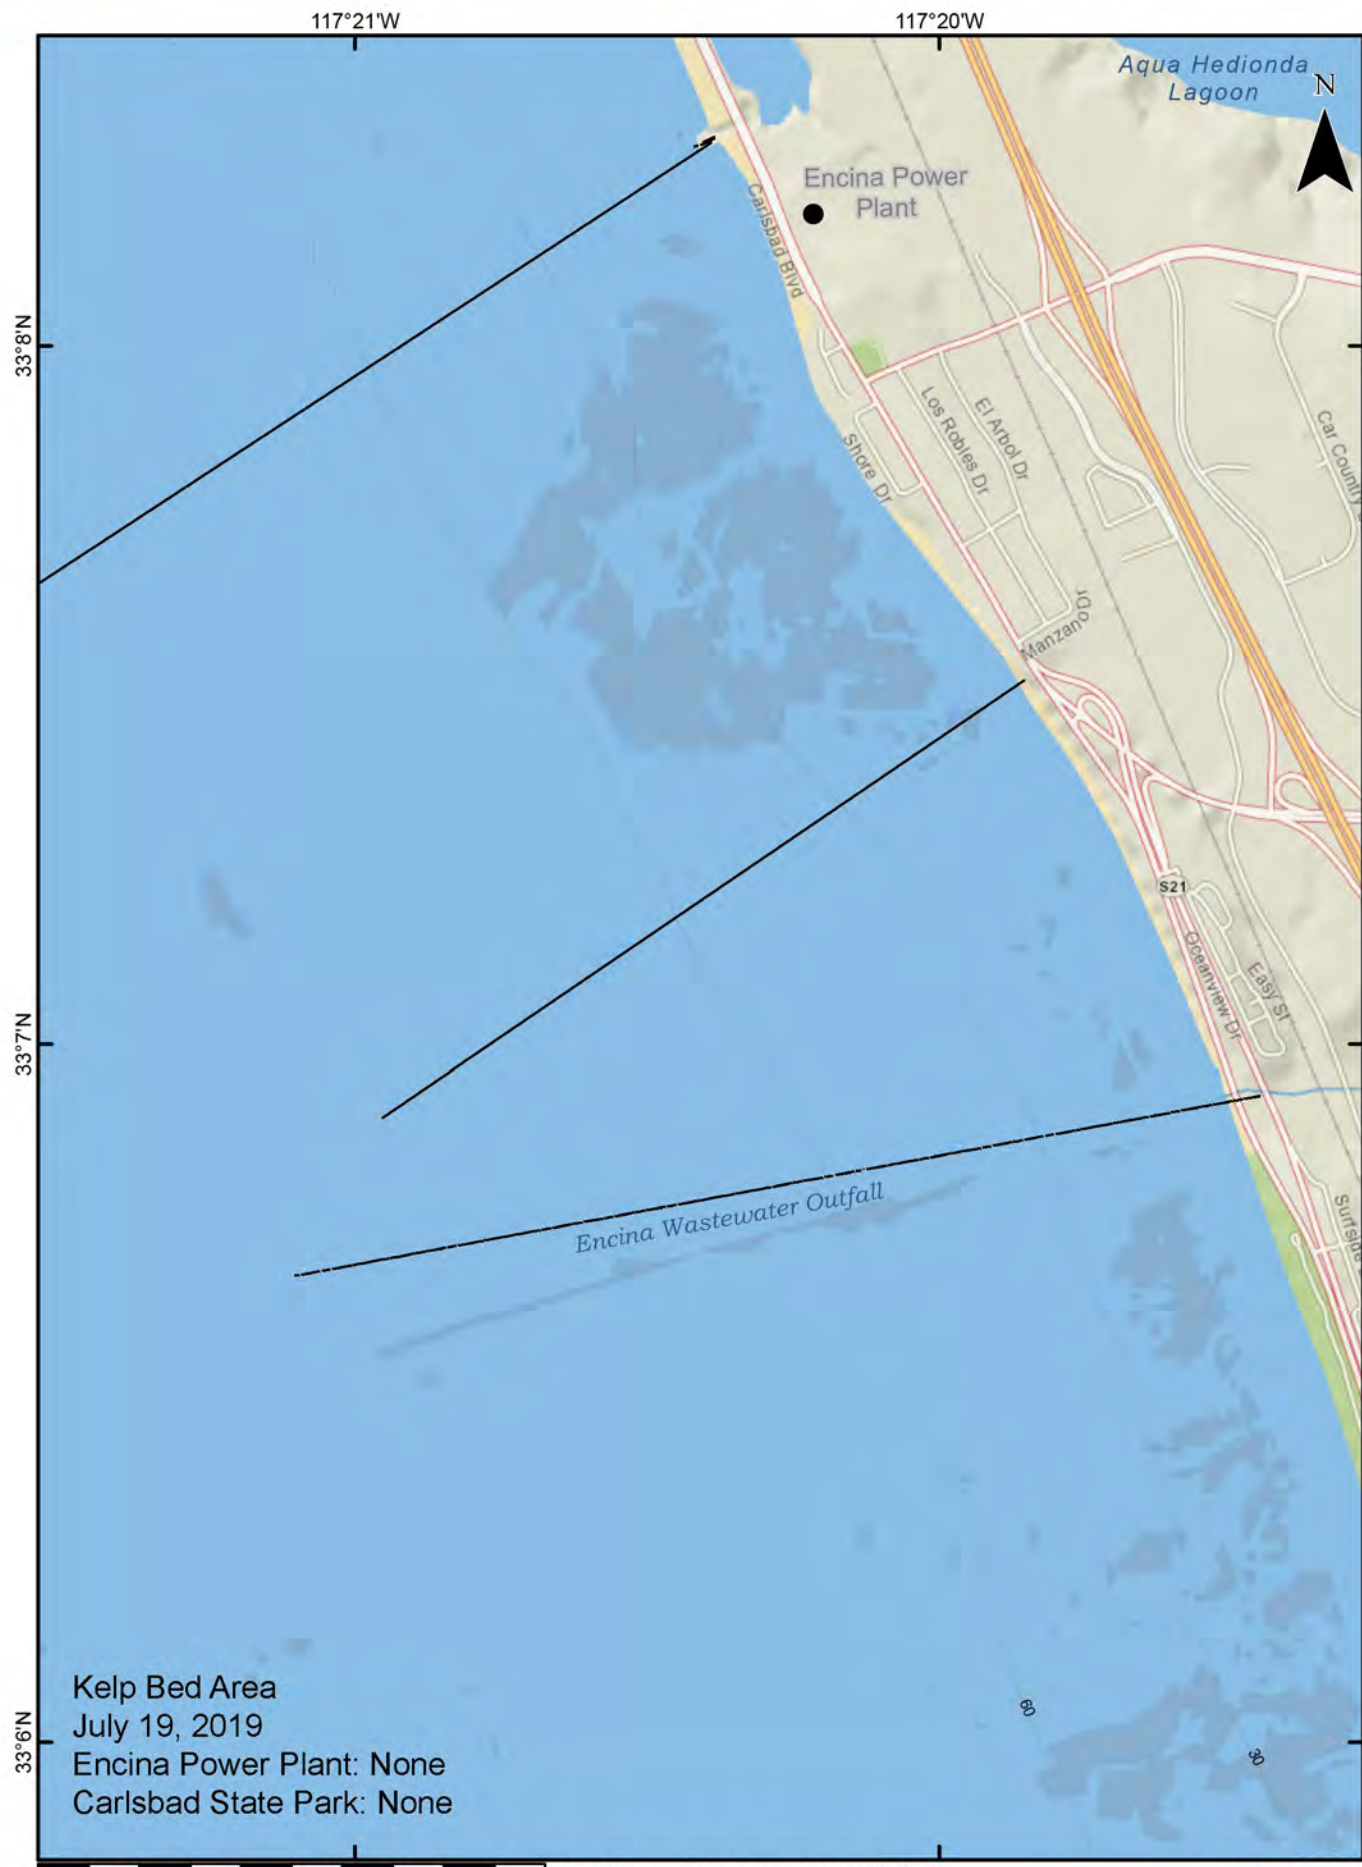 117°21'W
117°20'W
Aqua Hedionda
Lagoon
N
Encina Power
Plant
Carlsbad Blvd
33°8'N
Los Robles Dr
El Arbol Dr
Car Country
Shore Dr
Manzano Dr
S21
Oceanview Dr
Easy St
33°7'N
Encina Wastewater Outfall
Surfside
60
30
33°6'N
Kelp Bed Area
July 19, 2019
Encina Power Plant: None
Carlsbad State Park: None